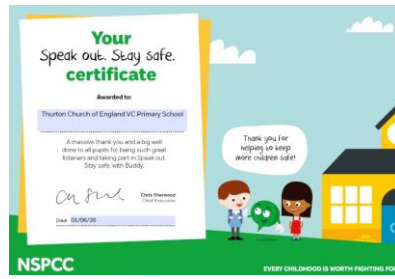 Your
Speak out. Stay safe.
certificate
Awarded to:
Thurton Church of England VC Primary School
A massive thank you and a big well
done to all pupils for being such great
listeners and taking part in Speak out.
Stay safe. with Buddy.
Chris Sherwood
Chief Executive
Date 01/06/26
Thank you for
helping to keep
more children safe!
NSPCC
EVERY CHILDHOOD IS WORTH FIGHTING FOR